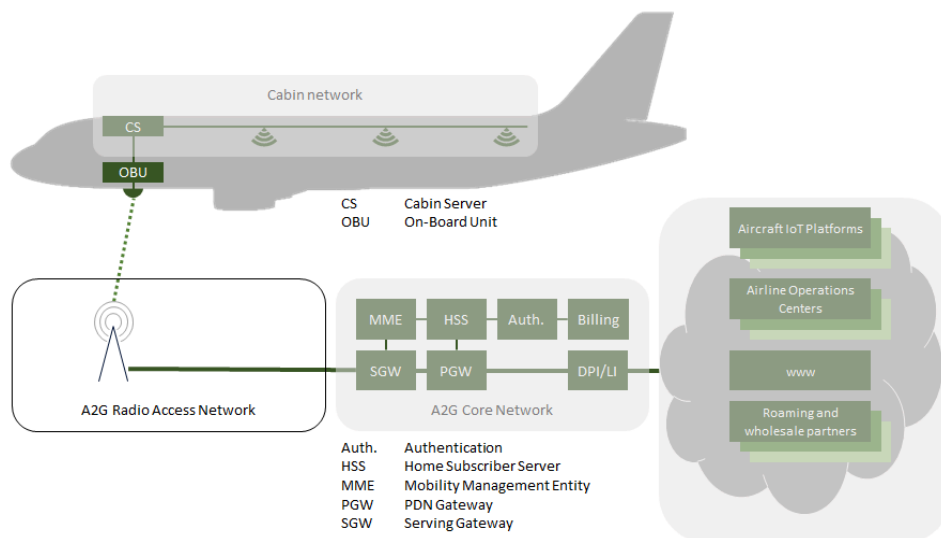 Cabin network
CS
OBU
CS Cabin Server
OBU On-Board Unit
Aircraft IoT Platforms
Airline Operations
Centers
www
Roaming and
wholesale partners
MME HSS Auth. Billing
SGW PGW DPI/LI
A2G Radio Access Network
A2G Core Network
Auth. Authentication
HSS Home Subscriber Server
MME Mobility Management Entity
PGW PDN Gateway
SGW Serving Gateway